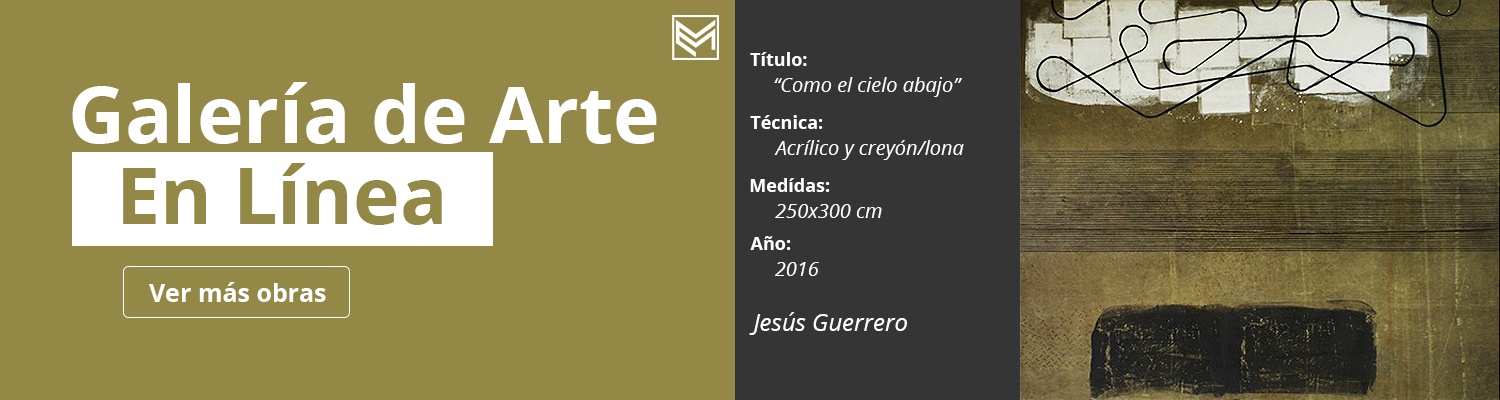 Galería de Arte
En Línea
Ver más obras
Título:
“Como el cielo abajo”
Técnica:
Acrílico y creyón/lona
Medídas:
250x300 cm
Año:
2016
Jesús Guerrero